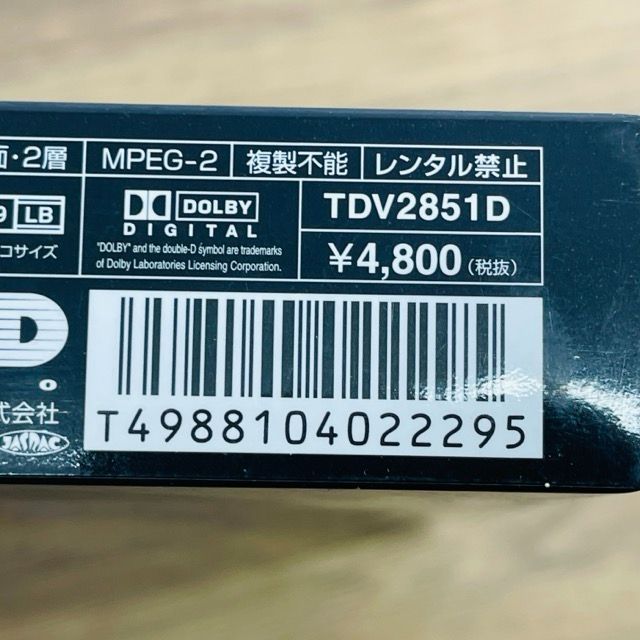 面・2層 MPEG-2 複製不能 レンタル禁止
9 LB DOLBY TDV2851D
DIGITAL
コサイズ "DOLBY" and the double-D symbol are trademarks
of Dolby Laboratories Licensing Corporation. ¥4,800(税抜)
D.
式会社
JASRAC
T4988104022295